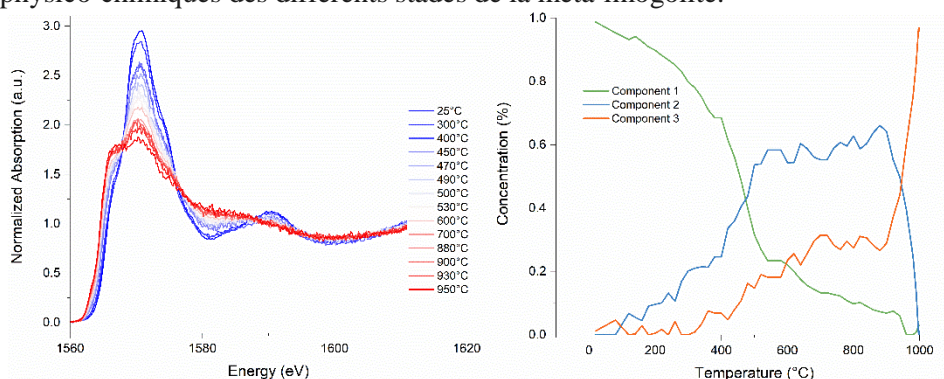 physico-chimiques des différents stades de la méta-imogolite.
Normalized Absorption (a.u.)
3.0
2.5
2.0
1.5
1.0
0.5
0.0
1560
1580
1600
1620
Energy (eV)
25°C
300°C
400°C
450°C
470°C
490°C
500°C
530°C
600°C
700°C
880°C
900°C
930°C
950°C
Concentration (%)
1.0
0.8
0.6
0.4
0.2
0.0
0
200
400
600
800
1000
Temperature (°C)
Component 1
Component 2
Component 3